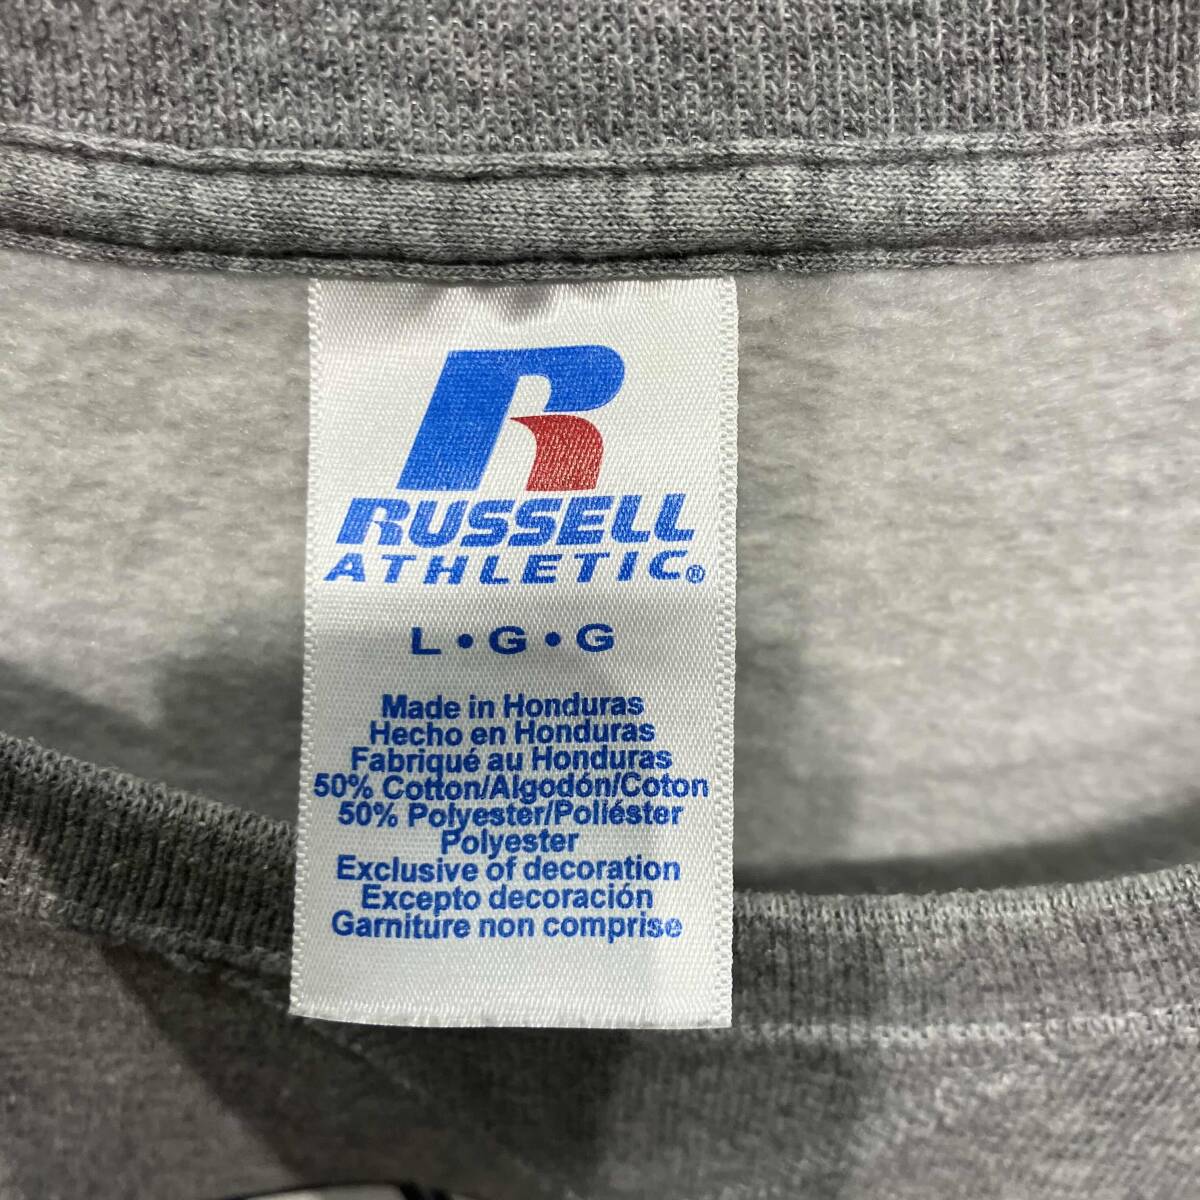 R
RUSSELL
ATHLETIC®
L • G • G
Made in Honduras
Hecho en Honduras
Fabriqué au Honduras
50% Cotton/Algodón/Coton
50% Polyester/Poliéster
Polyester
Exclusive of decoration
Excepto decoración
Garniture non comprise